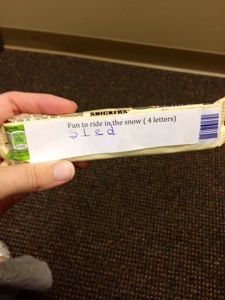 SNICKERS
Fun to ride in the snow ( 4 letters)
sled